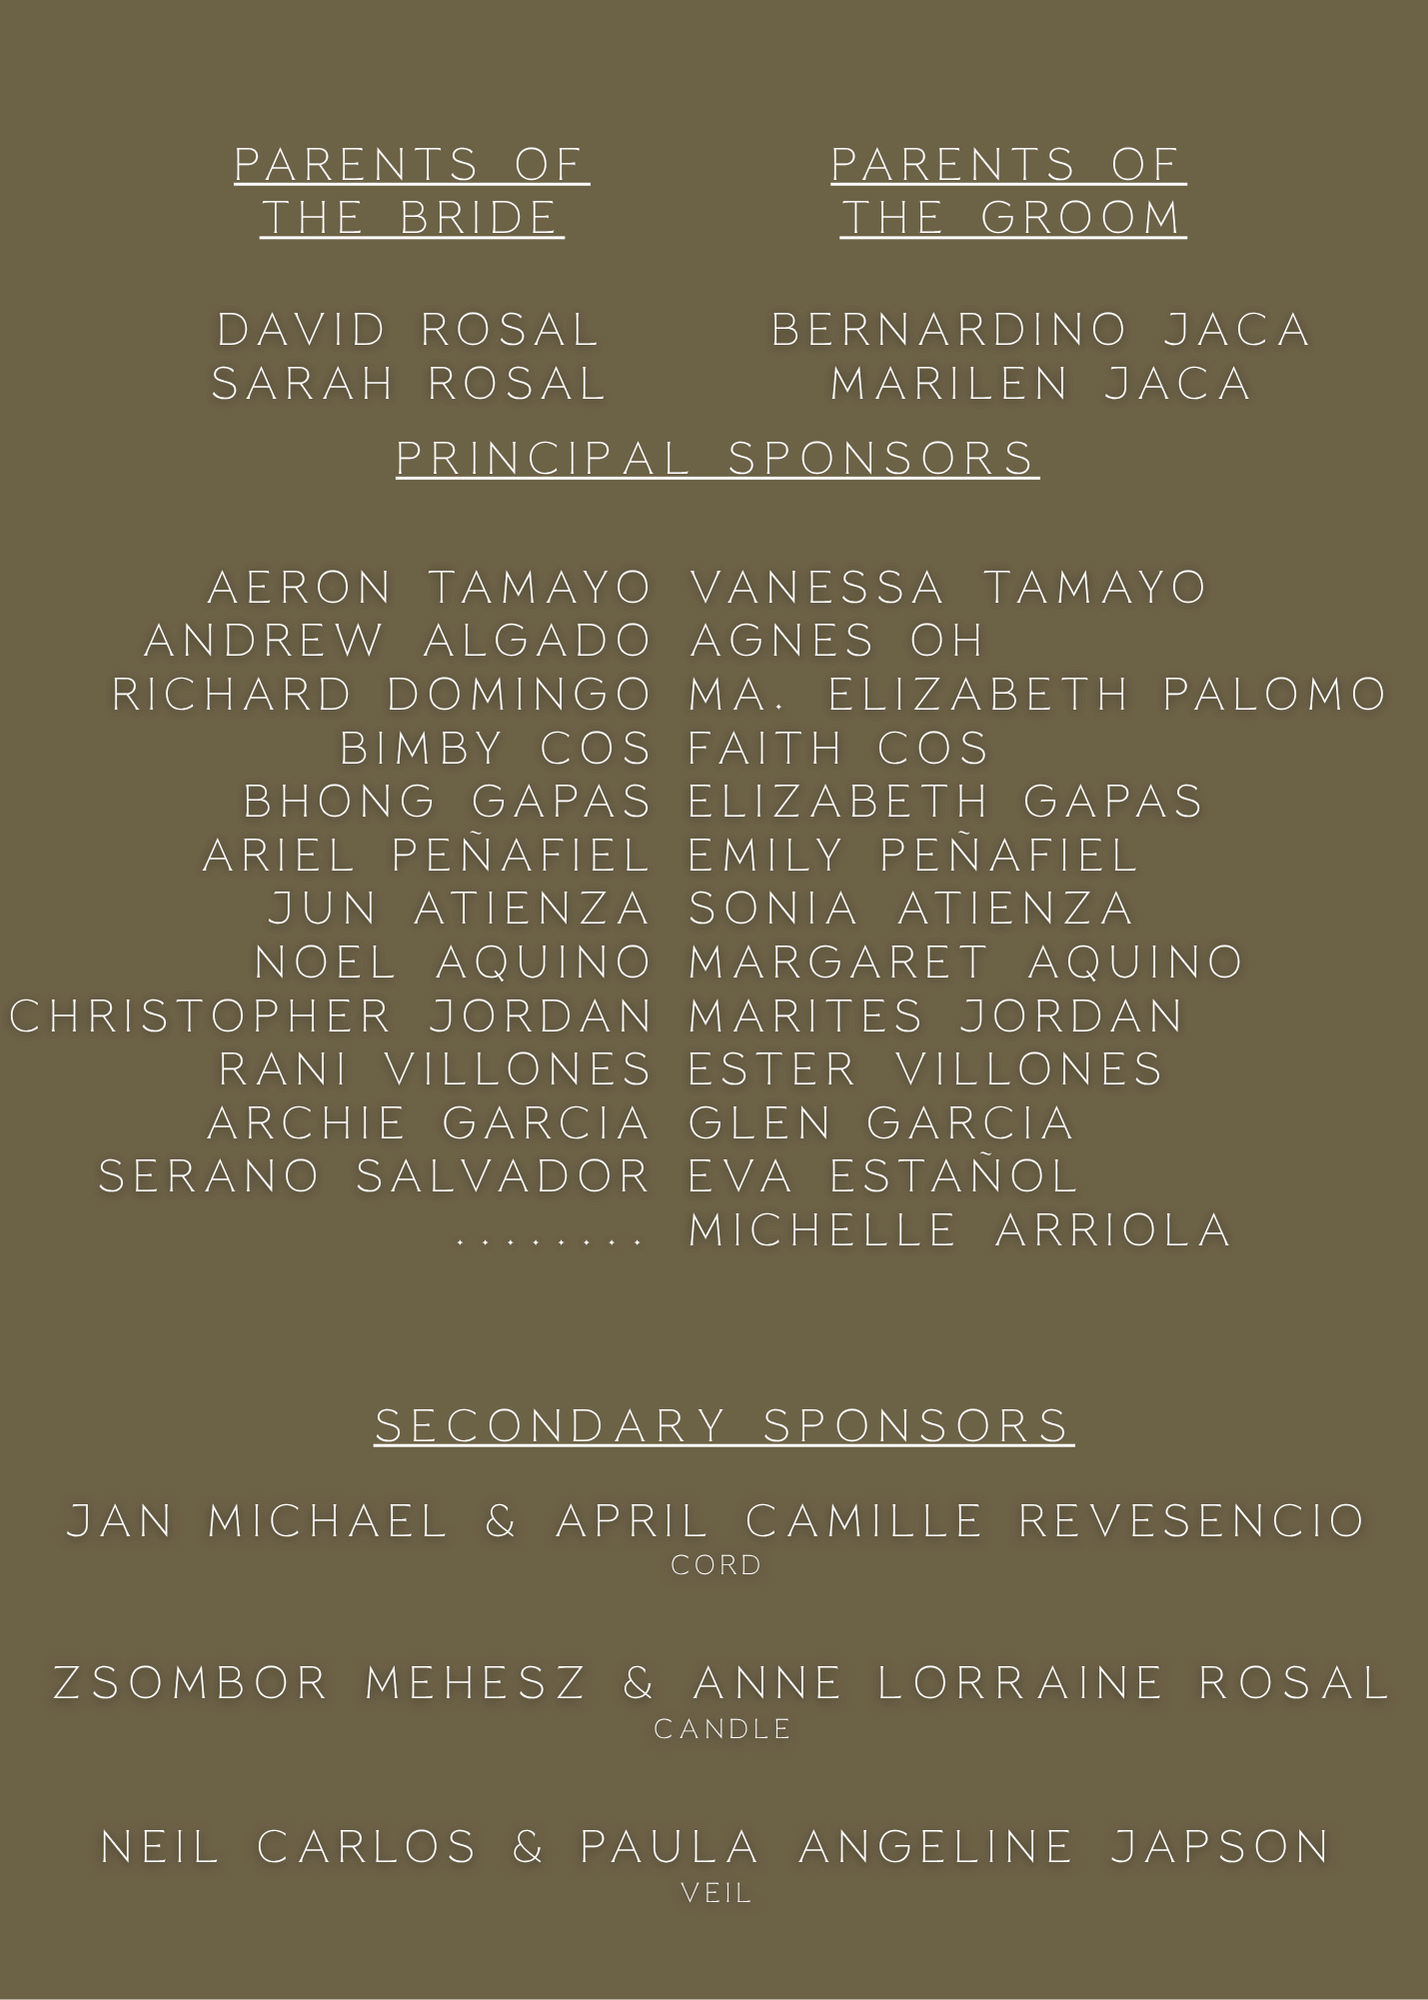 PARENTS OF
THE BRIDE
DAVID ROSAL
SARAH ROSAL
PARENTS OF
THE GROOM
BERNARDINO JACA
MARILEN JACA
PRINCIPAL SPONSORS
AERON TAMAYO VANESSA TAMAYO
ANDREW ALGADO AGNES OH
RICHARD DOMINGO MA. ELIZABETH PALOMO
BIMBY COS FAITH COS
BHONG GAPAS ELIZABETH GAPAS
ARIEL PEÑAFIEL EMILY PEÑAFIEL
JUN ATIENZA SONIA ATIENZA
NOEL AQUINO MARGARET AQUINO
CHRISTOPHER JORDAN MARITES JORDAN
RANI VILLONES ESTER VILLONES
ARCHIE GARCIA GLEN GARCIA
SERANO SALVADOR EVA ESTAÑOL
........ MICHELLE ARRIOLA
SECONDARY SPONSORS
JAN MICHAEL & APRIL CAMILLE REVESENCIO
CORD
ZSOMBOR MEHESZ & ANNE LORRAINE ROSAL
CANDLE
NEIL CARLOS & PAULA ANGELINE JAPSON
VEIL